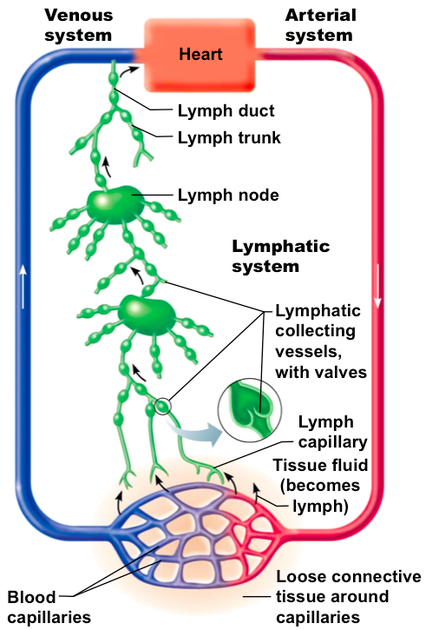 Venous
system
Arterial
system
Heart
Lymph duct
Lymph trunk
Lymph node
Lymphatic
system
Lymphatic
collecting
vessels,
with valves
Lymph
capillary
Tissue fluid
(becomes
lymph)
Blood
capillaries
Loose connective
tissue around
capillaries